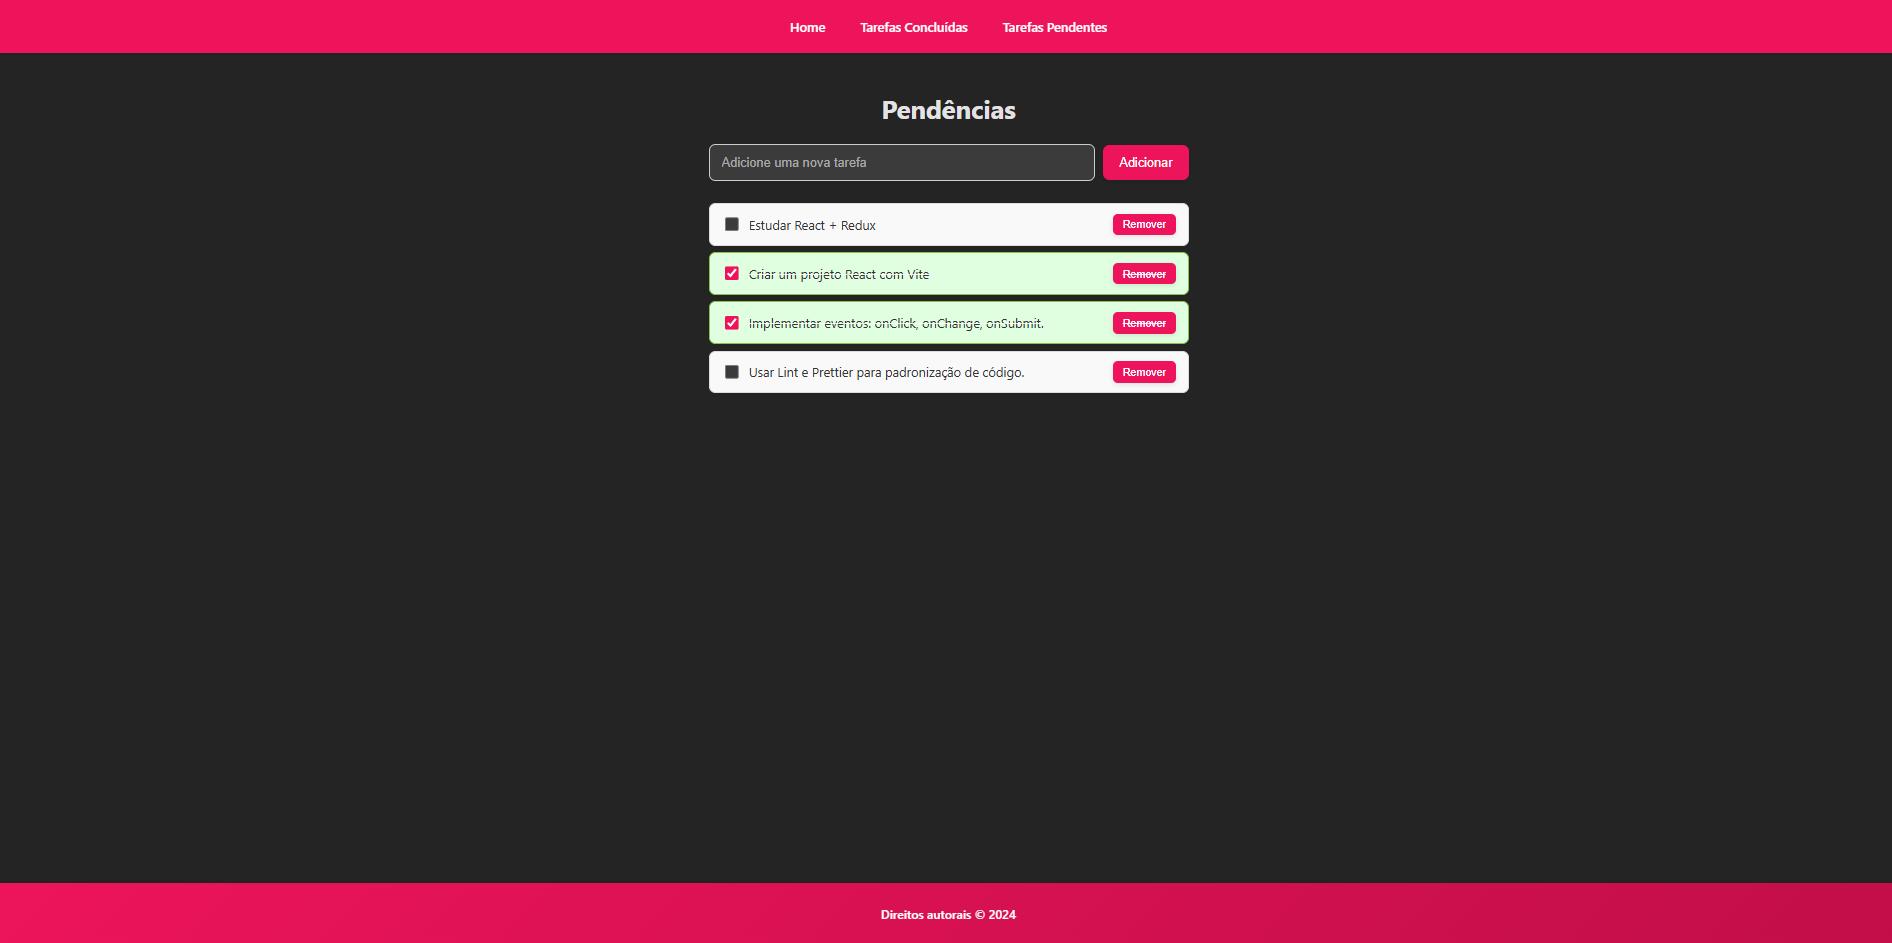 Home Tarefas Concluídas Tarefas Pendentes
Pendências
Adicione uma nova tarefa Adicionar
Estudar React + Redux Remover
Criar um projeto React com Vite Remover
Implementar eventos: onClick, onChange, onSubmit. Remover
Usar Lint e Prettier para padronização de código. Remover
Direitos autorais © 2024